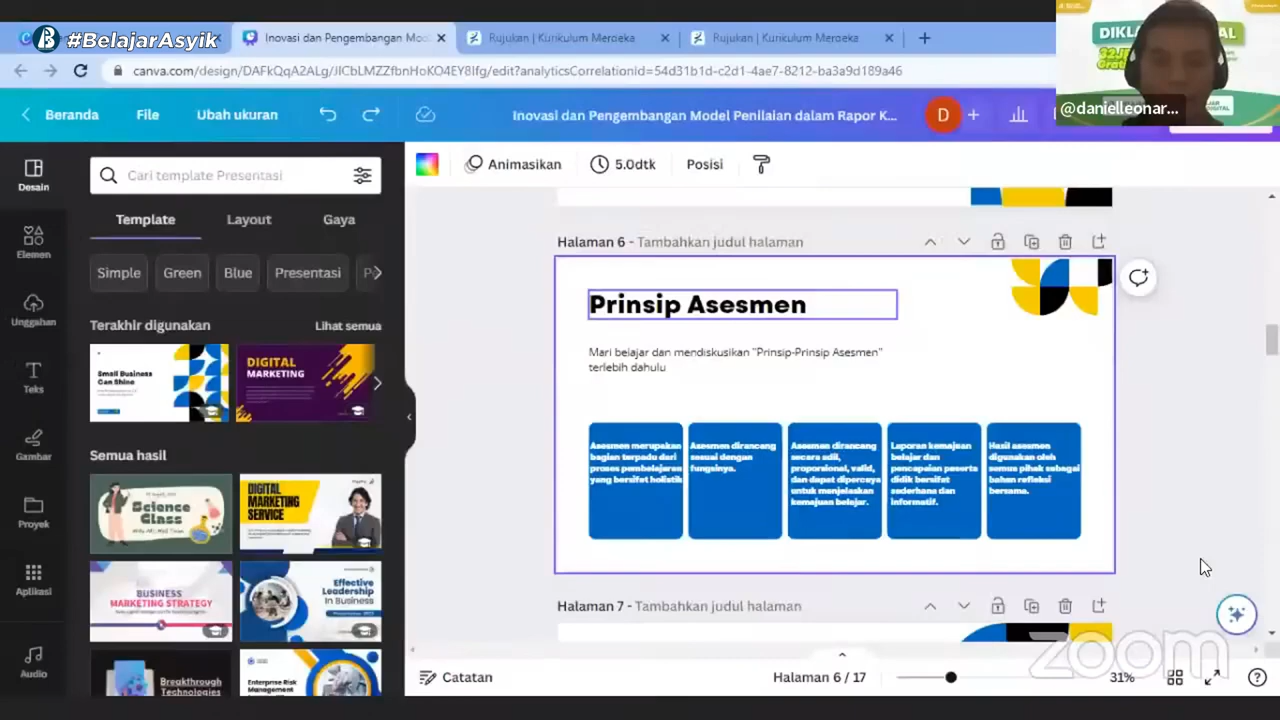 #BelajarAsyik
Inovasi dan Pengembangan Mod
Rujukan | Kurikulum Merdeka
Rujukan | Kurikulum Merdeka
canva.com/design/DAFkQqA2ALg/JICbLMZZfbnHoKO4EY8lfg/edit?analyticsCorrelationId=54d31b1d-c2d1-4ae7-8212-ba3a9d189a46
@danielleonar...
Beranda
File
Ubah ukuran
Inovasi dan Pengembangan Model Penilaian dalam Rapor K...
D
Desain
Elemen
Unggahan
Teks
Gambar
Proyek
Aplikasi
Audio
Cari template Presentasi
Template
Layout
Gaya
Simple
Green
Blue
Presentasi
Terakhir digunakan
Lihat semua
Small Business
Can Shine
DIGITAL
MARKETING
Semua hasil
Science
Class
DIGITAL
MARKETING
SERVICE
BUSINESS
MARKETING STRATEGY
Effective
Leadership
in Business
Breakthrough
Technologies
Enterprise Risk
Management
Animasikan
5.0dtk
Posisi
Halaman 6 - Tambahkan judul halaman
Prinsip Asesmen
Mari belajar dan mendiskusikan "Prinsip-Prinsip Asesmen"
terlebih dahulu
Asesmen merupakan
bagian terpadu dari
proses pembelajaran
yang bersifat holistik
Asesmen dirancang
sesuai dengan
fungsinya.
Asesmen dirancang
secara adil,
proporsional, valid,
dan dapat dipercaya
untuk menjelaskan
kemajuan belajar.
Laporan kemajuan
belajar dan
pencapaian peserta
didik bersifat
sederhana dan
informatif.
Hasil asesmen
digunakan oleh
semua pihak sebagai
bahan refleksi
bersama.
Halaman 7 - Tambahkan judul halaman
zoom
Catatan
Halaman 6 / 17
31%